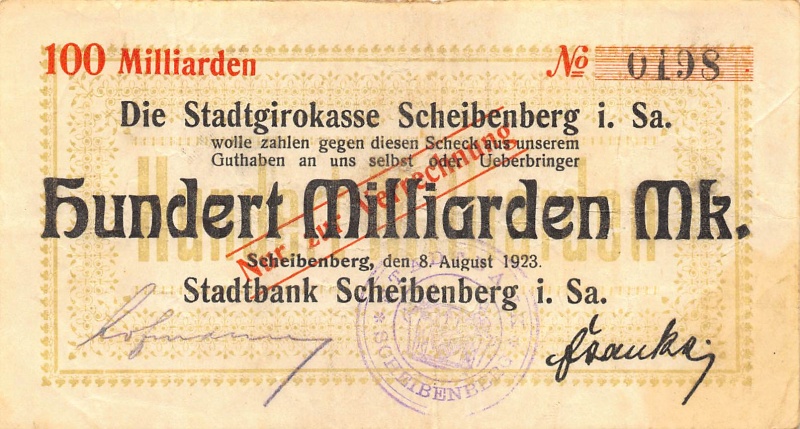 100 Milliarden
No 0198
Die Stadtgirokasse Scheibenberg i. Sa.
wolle zahlen gegen diesen Scheck aus unserem
Guthaben an uns selbst oder Ueberbringer
Hundert Milliarden Mk.
Nur zur Verrechnung
Scheibenberg, den 8. August 1923.
Stadtbank Scheibenberg i. Sa.
SCHEIBENBERG